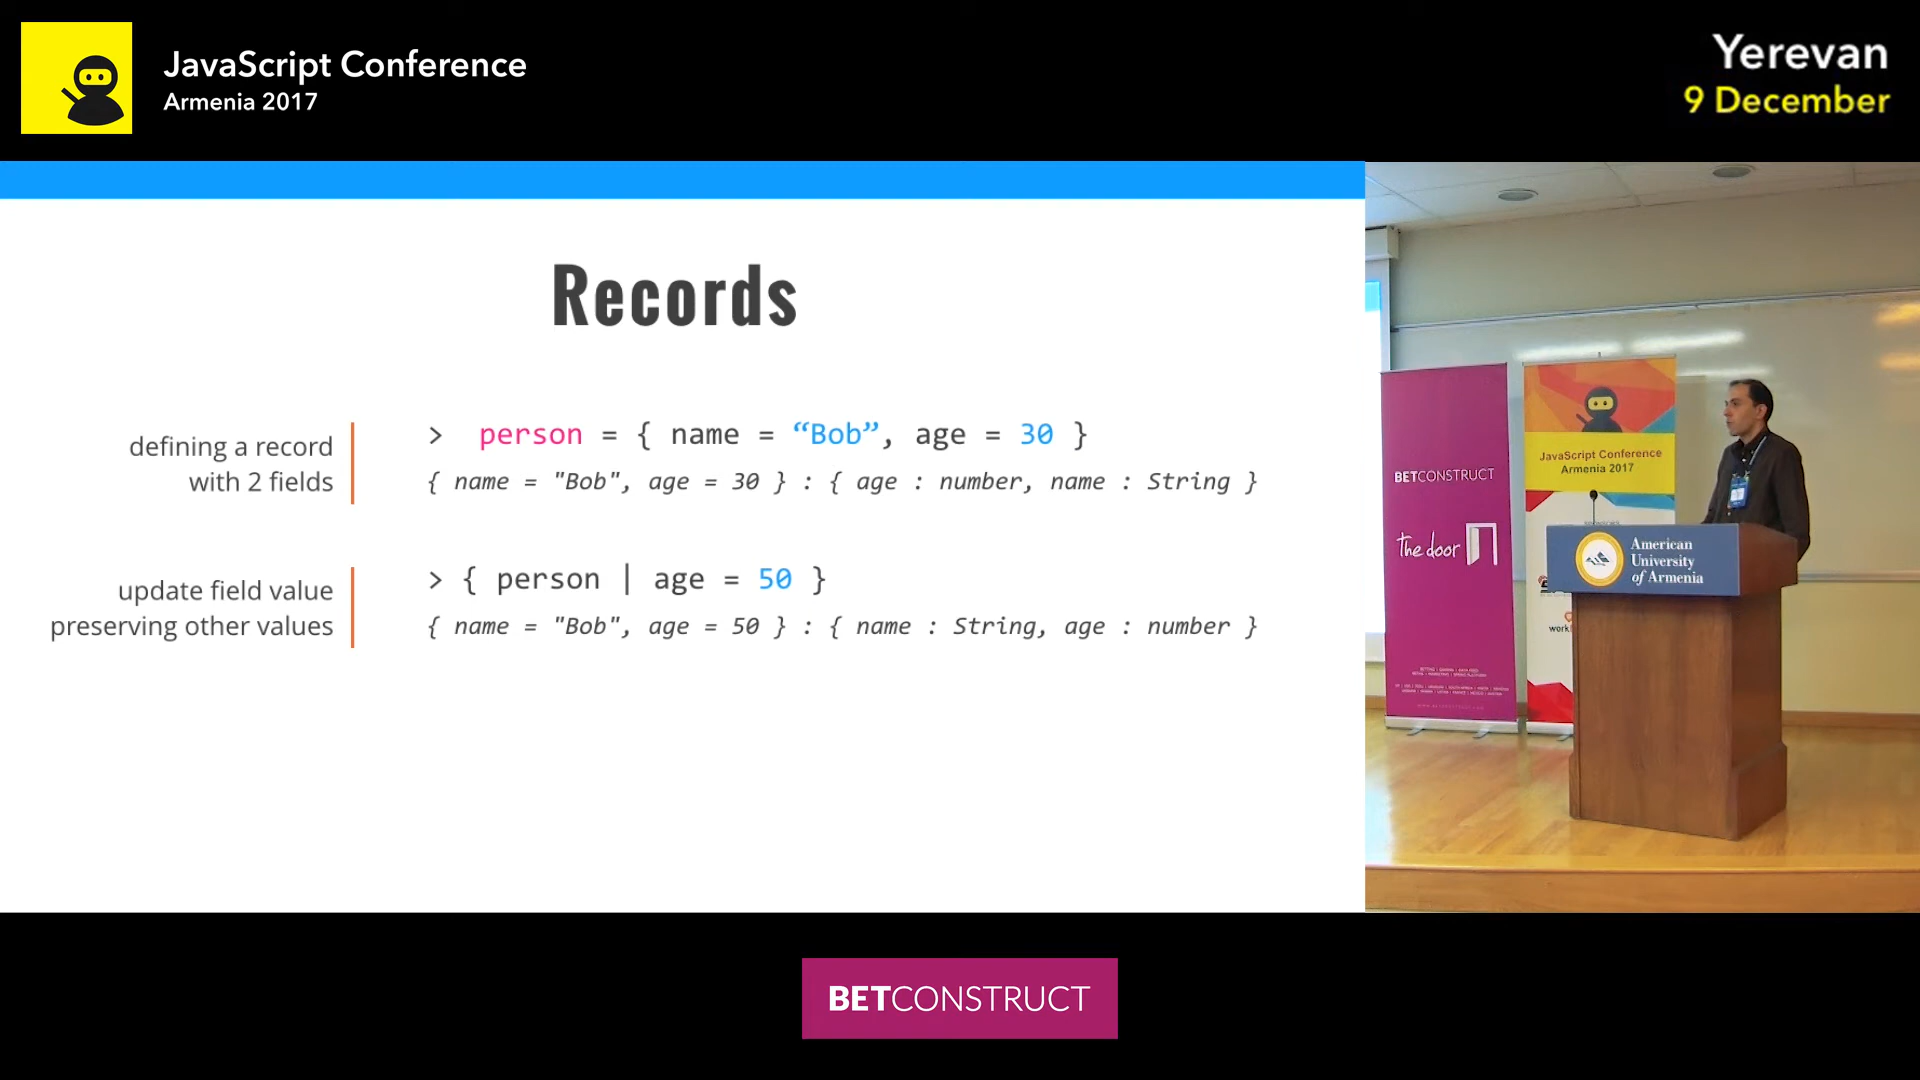 JavaScript Conference
Armenia 2017
Yerevan
9 December
Records
defining a record
with 2 fields
> person = { name = “Bob”, age = 30 }
{ name = "Bob", age = 30 } : { age : number, name : String }
update field value
preserving other values
> { person | age = 50 }
{ name = "Bob", age = 50 } : { name : String, age : number }
BETCONSTRUCT
The door
JavaScript Conference
Armenia 2017
American
University
of Armenia
BETCONSTRUCT